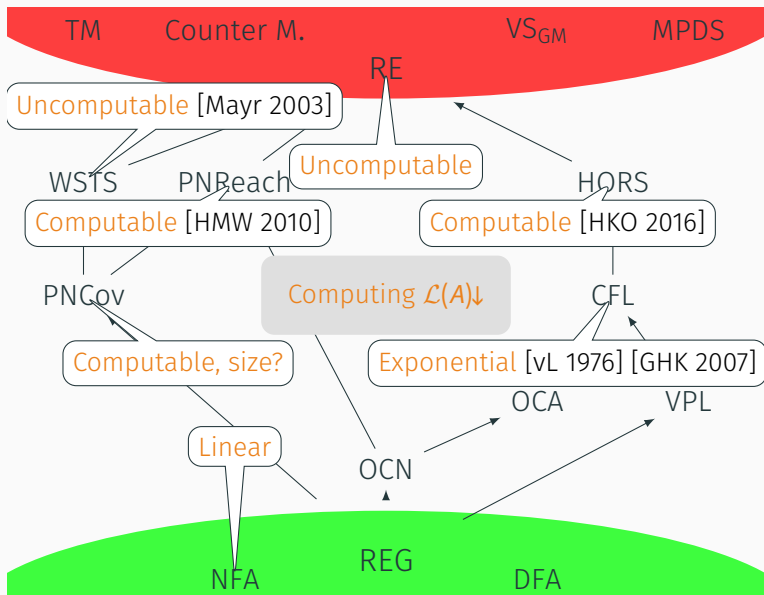 TM Counter M. VS_GM MPDS
RE
Uncomputable [Mayr 2003]
Uncomputable
WSTS PNReach HORS
Computable [HMW 2010] Computable [HKO 2016]
Computing 𝓛(A)↓
PNCov CFL
Computable, size? Exponential [vL 1976] [GHK 2007]
OCA VPL
Linear
OCN
REG
NFA DFA